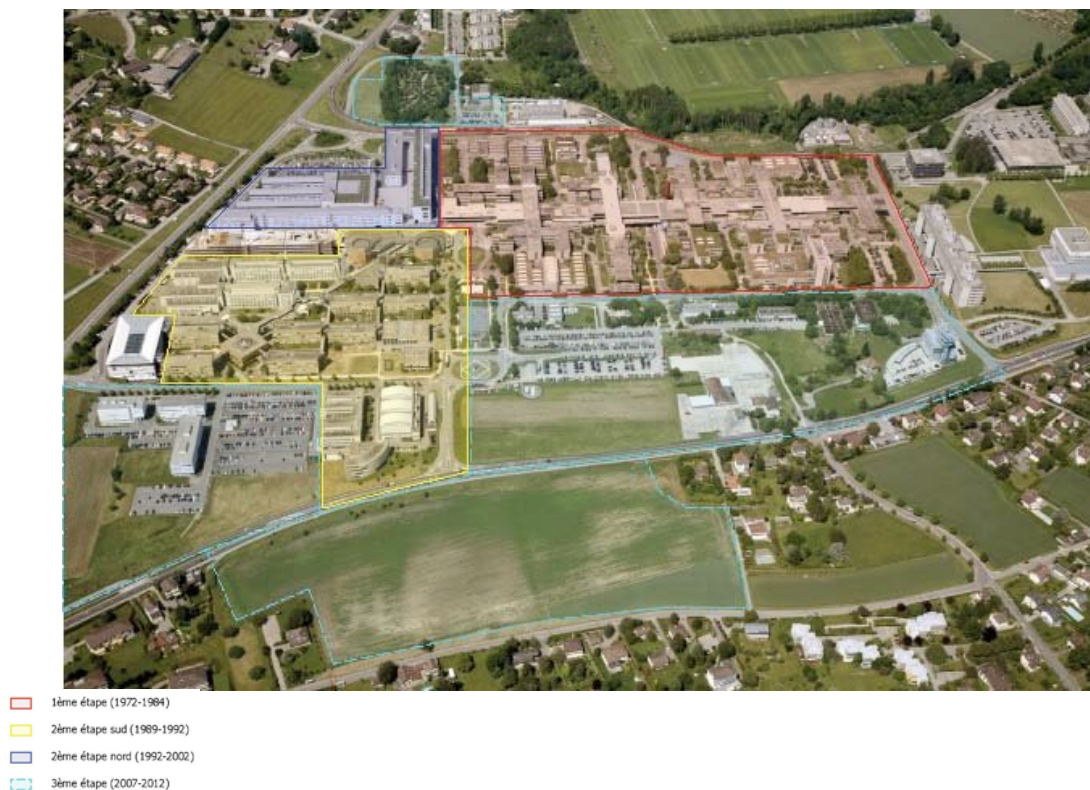 1ème étape (1972-1984)
2ème étape sud (1989-1992)
2ème étape nord (1992-2002)
3ème étape (2007-2012)